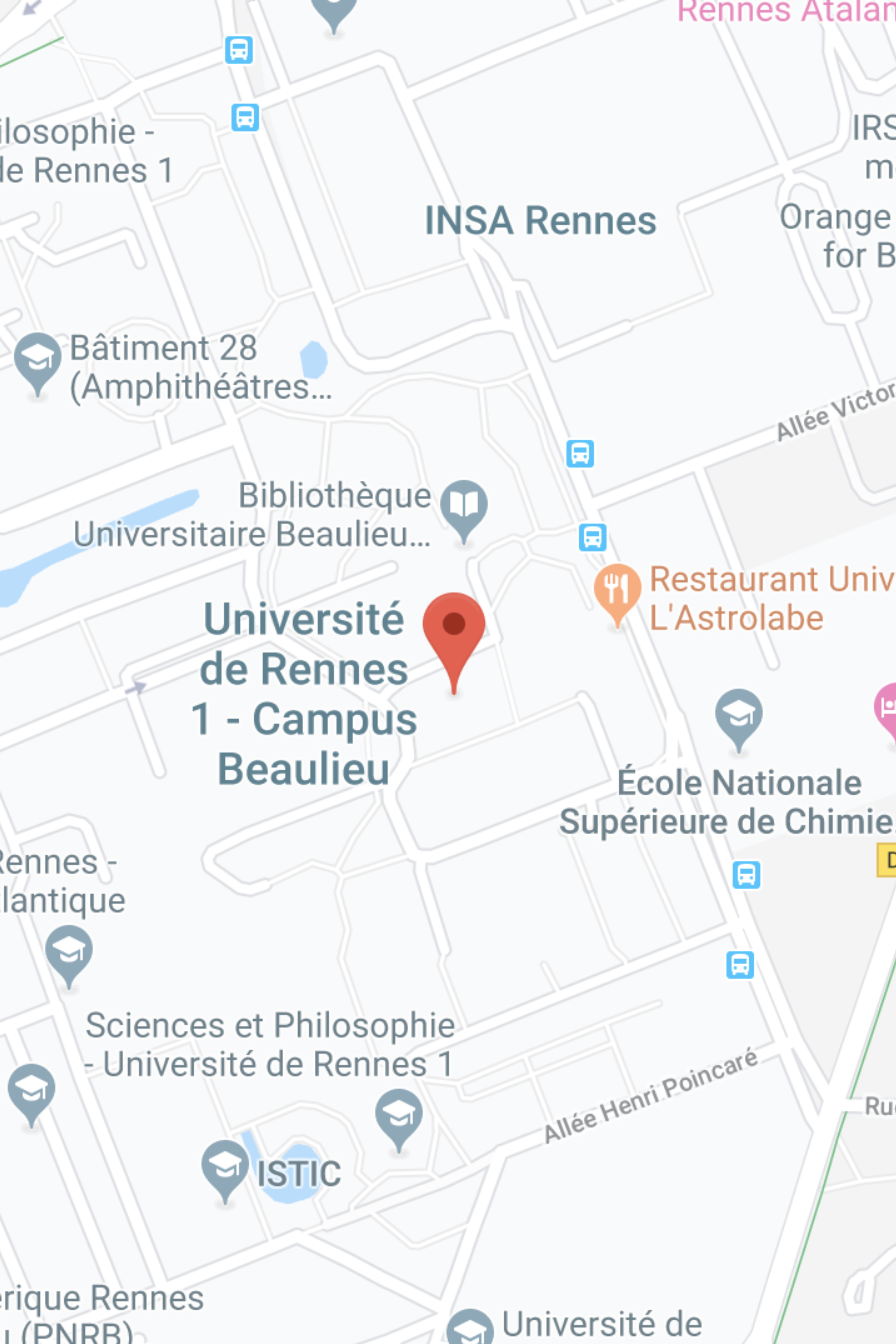 Rennes Atalan
ilosophie -
de Rennes 1
IRS
m
INSA Rennes
Orange
for B
Bâtiment 28
(Amphithéâtres...
Allée Victor
Bibliothèque
Universitaire Beaulieu...
Restaurant Univ
L'Astrolabe
Université
de Rennes
1 - Campus
Beaulieu
École Nationale
Supérieure de Chimie
D
Rennes -
lantique
Sciences et Philosophie
- Université de Rennes 1
Allée Henri Poincaré
Ru
ISTIC
érique Rennes
u (PNRB)
Université de